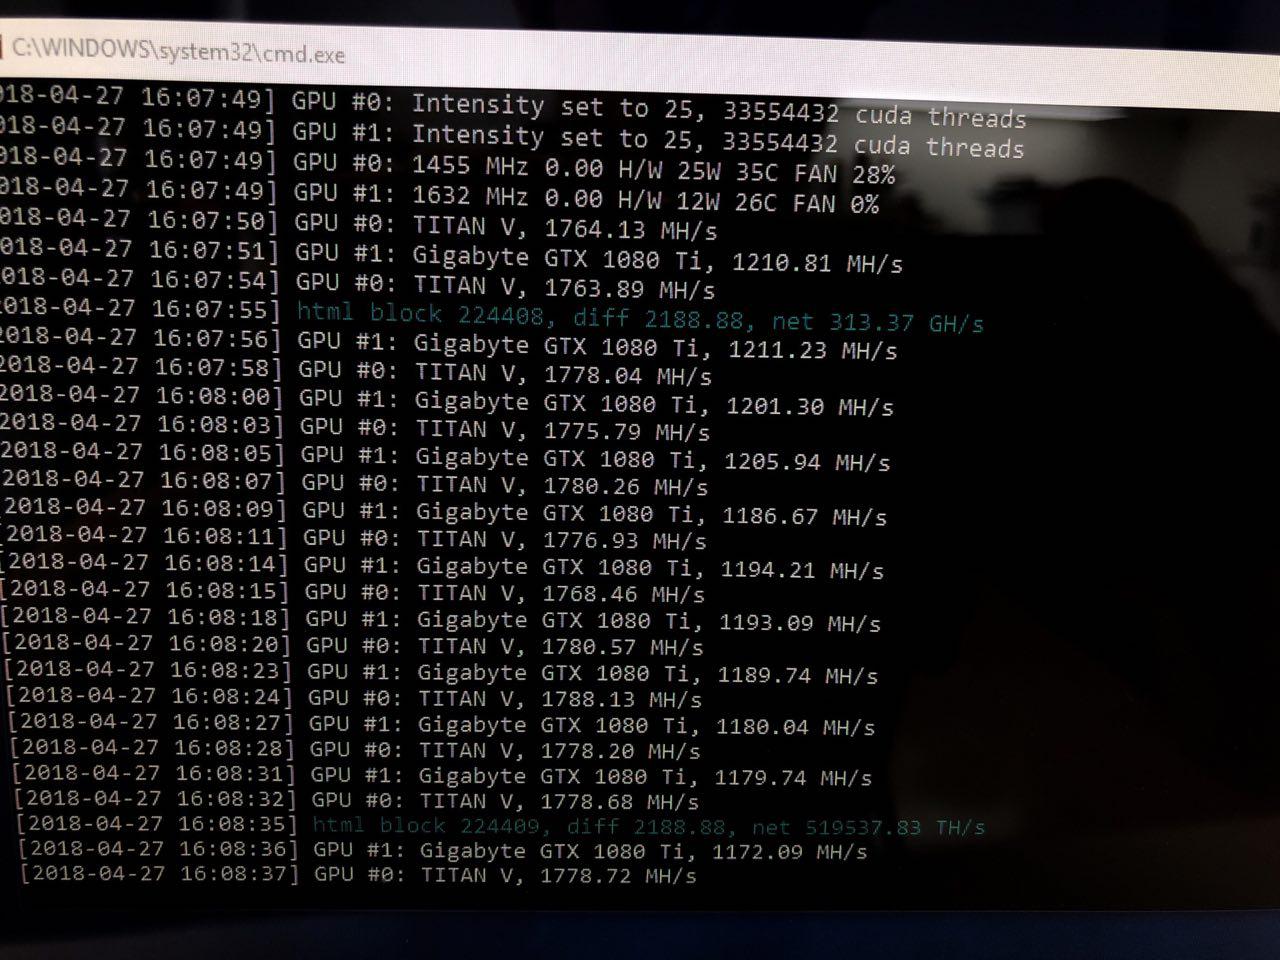 C:\WINDOWS\system32\cmd.exe
018-04-27 16:07:49] GPU #0: Intensity set to 25, 33554432 cuda threads
018-04-27 16:07:49] GPU #1: Intensity set to 25, 33554432 cuda threads
018-04-27 16:07:49] GPU #0: 1455 MHz 0.00 H/W 25W 35C FAN 28%
018-04-27 16:07:49] GPU #1: 1632 MHz 0.00 H/W 12W 26C FAN 0%
018-04-27 16:07:50] GPU #0: TITAN V, 1764.13 MH/s
018-04-27 16:07:51] GPU #1: Gigabyte GTX 1080 Ti, 1210.81 MH/s
018-04-27 16:07:54] GPU #0: TITAN V, 1763.89 MH/s
018-04-27 16:07:55] html block 224408, diff 2188.88, net 313.37 GH/s
2018-04-27 16:07:56] GPU #1: Gigabyte GTX 1080 Ti, 1211.23 MH/s
2018-04-27 16:07:58] GPU #0: TITAN V, 1778.04 MH/s
2018-04-27 16:08:00] GPU #1: Gigabyte GTX 1080 Ti, 1201.30 MH/s
2018-04-27 16:08:03] GPU #0: TITAN V, 1775.79 MH/s
2018-04-27 16:08:05] GPU #1: Gigabyte GTX 1080 Ti, 1205.94 MH/s
2018-04-27 16:08:07] GPU #0: TITAN V, 1780.26 MH/s
[2018-04-27 16:08:09] GPU #1: Gigabyte GTX 1080 Ti, 1186.67 MH/s
[2018-04-27 16:08:11] GPU #0: TITAN V, 1776.93 MH/s
[2018-04-27 16:08:14] GPU #1: Gigabyte GTX 1080 Ti, 1194.21 MH/s
[2018-04-27 16:08:15] GPU #0: TITAN V, 1768.46 MH/s
[2018-04-27 16:08:18] GPU #1: Gigabyte GTX 1080 Ti, 1193.09 MH/s
[2018-04-27 16:08:20] GPU #0: TITAN V, 1780.57 MH/s
[2018-04-27 16:08:23] GPU #1: Gigabyte GTX 1080 Ti, 1189.74 MH/s
[2018-04-27 16:08:24] GPU #0: TITAN V, 1788.13 MH/s
[2018-04-27 16:08:27] GPU #1: Gigabyte GTX 1080 Ti, 1180.04 MH/s
[2018-04-27 16:08:28] GPU #0: TITAN V, 1778.20 MH/s
[2018-04-27 16:08:31] GPU #1: Gigabyte GTX 1080 Ti, 1179.74 MH/s
[2018-04-27 16:08:32] GPU #0: TITAN V, 1778.68 MH/s
[2018-04-27 16:08:35] html block 224409, diff 2188.88, net 519537.83 TH/s
[2018-04-27 16:08:36] GPU #1: Gigabyte GTX 1080 Ti, 1172.09 MH/s
[2018-04-27 16:08:37] GPU #0: TITAN V, 1778.72 MH/s